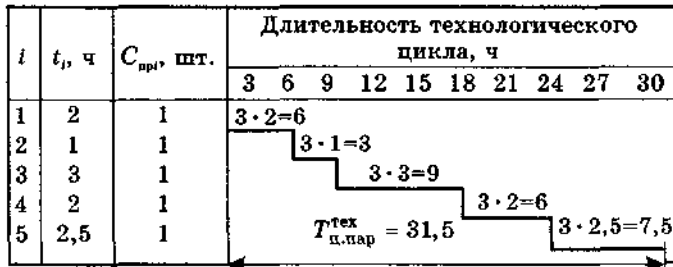 i t_i, ч C_прi, шт. Длительность технологического цикла, ч
3 6 9 12 15 18 21 24 27 30
1 2 1 3·2=6
2 1 1 3·1=3
3 3 1 3·3=9
4 2 1 3·2=6
5 2,5 1 T^тех_ц.пар = 31,5 3·2,5=7,5